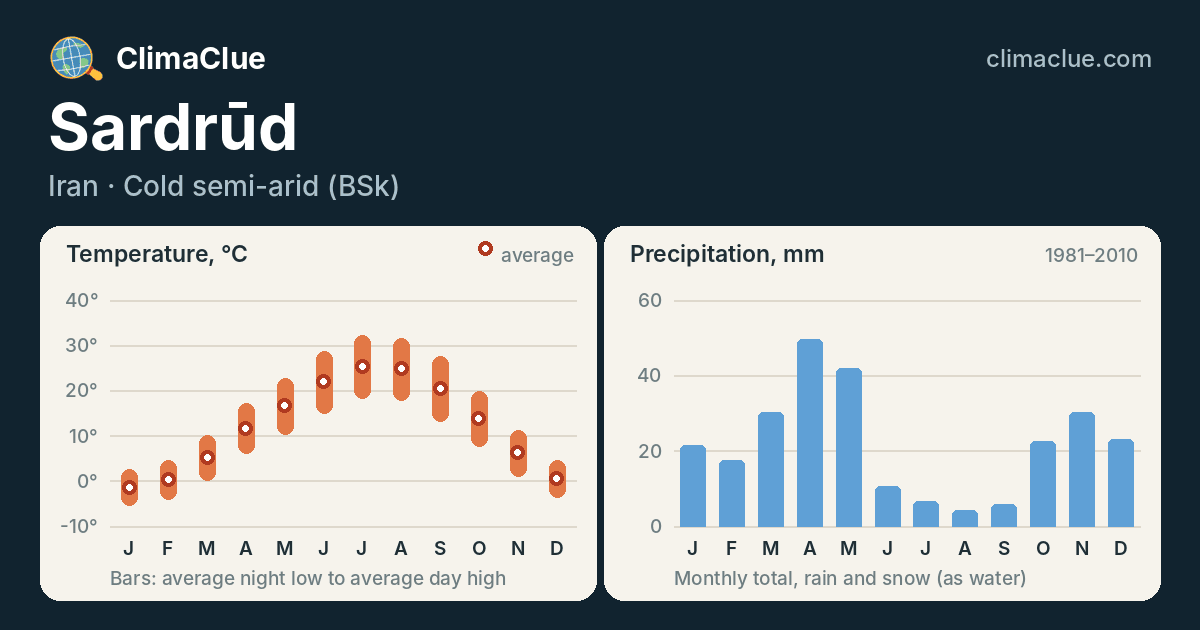 ClimaClue
climaclue.com
Sardrūd
Iran · Cold semi-arid (BSk)
Temperature, °C
average
40°
30°
20°
10°
0°
-10°
J F M A M J J A S O N D
Bars: average night low to average day high
Precipitation, mm
1981–2010
60
40
20
0
J F M A M J J A S O N D
Monthly total, rain and snow (as water)